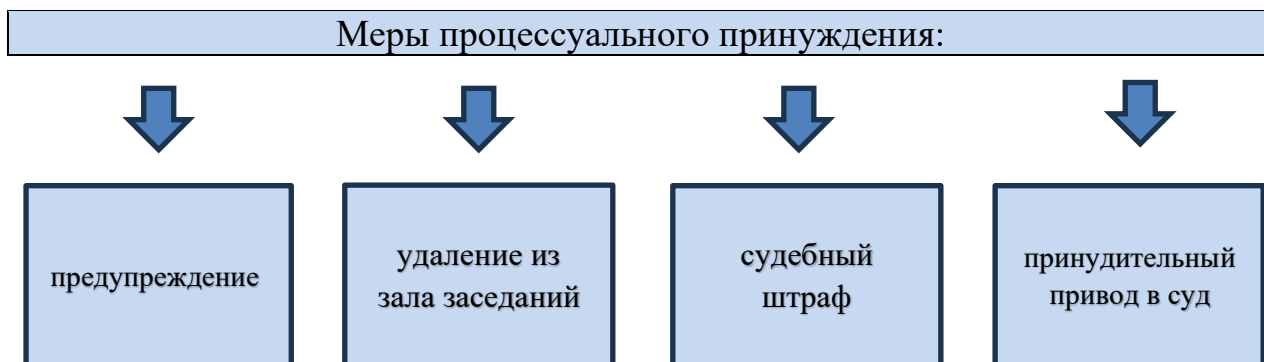 Меры процессуального принуждения:
предупреждение
удаление из
зала заседаний
судебный
штраф
принудительный
привод в суд